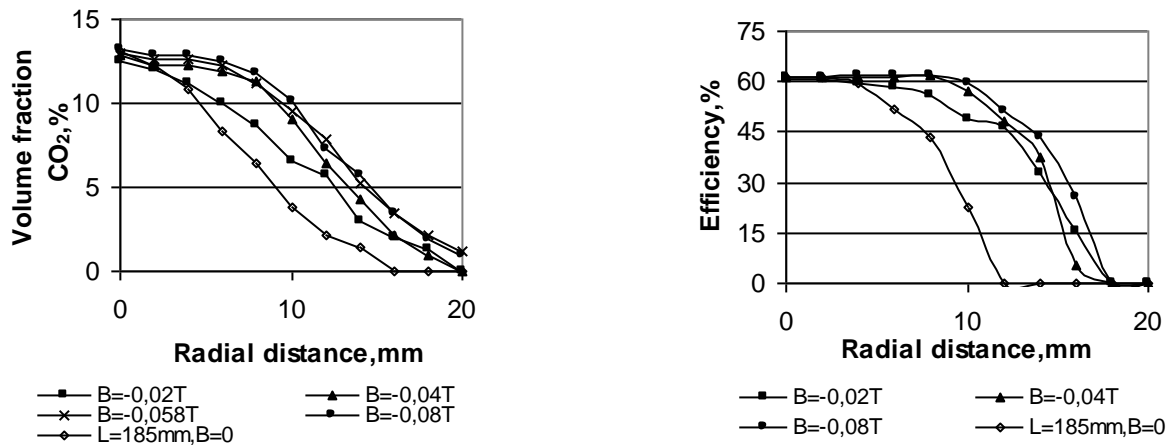 Volume fraction
CO₂,%
15
10
5
0
0 10 20
Radial distance,mm
B=-0,02T B=-0,04T
B=-0,058T B=-0,08T
L=185mm,B=0
Efficiency,%
75
60
45
30
15
0
0 10 20
Radial distance,mm
B=-0,02T B=-0,04T
B=-0,08T L=185mm,B=0